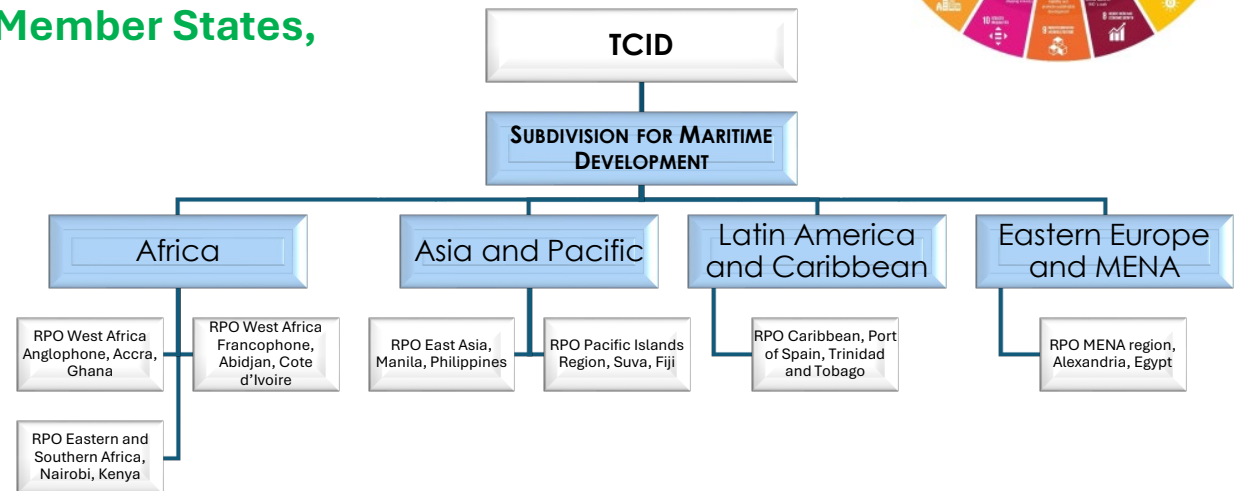 Member States,
10
9
8
TCID
SUBDIVISION FOR MARITIME
DEVELOPMENT
Africa
Asia and Pacific
Latin America
and Caribbean
Eastern Europe
and MENA
RPO West Africa
Anglophone, Accra,
Ghana
RPO West Africa
Francophone,
Abidjan, Cote
d’Ivoire
RPO East Asia,
Manila, Philippines
RPO Pacific Islands
Region, Suva, Fiji
RPO Caribbean, Port
of Spain, Trinidad
and Tobago
RPO MENA region,
Alexandria, Egypt
RPO Eastern and
Southern Africa,
Nairobi, Kenya